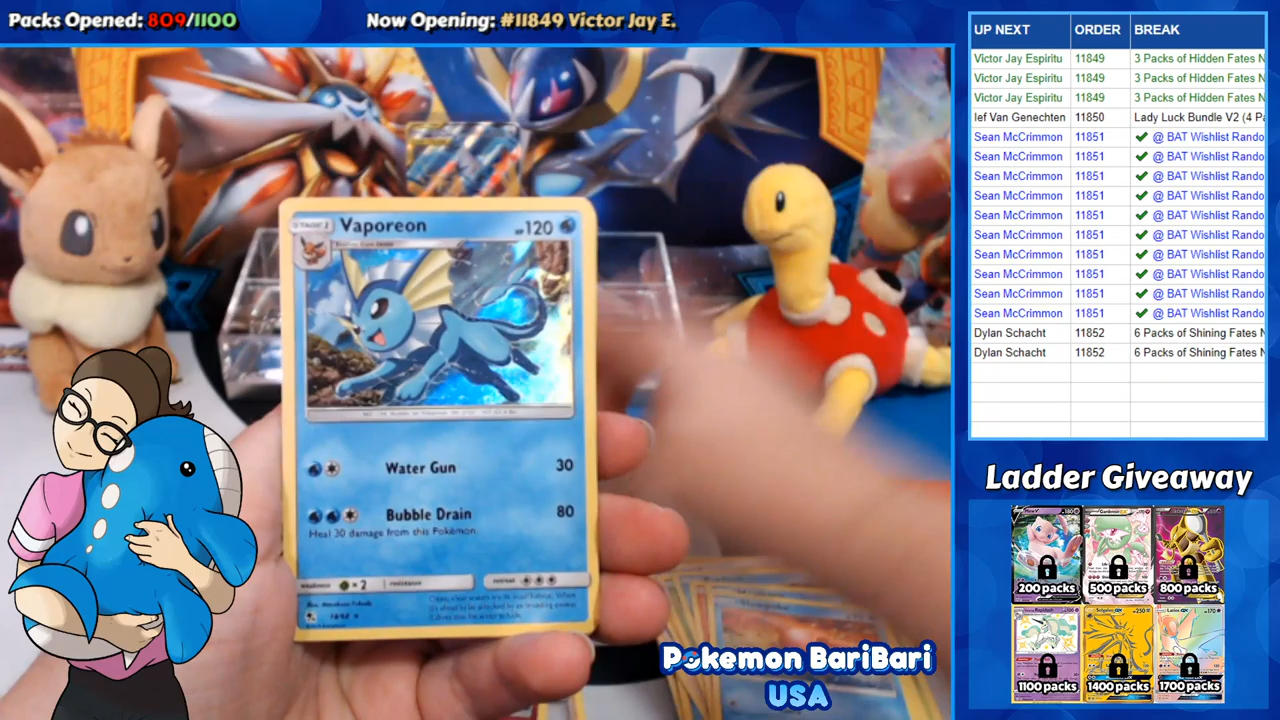 Packs Opened: 809/1100
Now Opening: #11849 Victor Jay E.
UP NEXT ORDER BREAK
Victor Jay Espiritu 11849 3 Packs of Hidden Fates N
Victor Jay Espiritu 11849 3 Packs of Hidden Fates N
Victor Jay Espiritu 11849 3 Packs of Hidden Fates N
lef Van Genechten 11850 Lady Luck Bundle V2 (4 Pa
Sean McCrimmon 11851 ✔ @ BAT Wishlist Rando
Sean McCrimmon 11851 ✔ @ BAT Wishlist Rando
Sean McCrimmon 11851 ✔ @ BAT Wishlist Rando
Sean McCrimmon 11851 ✔ @ BAT Wishlist Rando
Sean McCrimmon 11851 ✔ @ BAT Wishlist Rando
Sean McCrimmon 11851 ✔ @ BAT Wishlist Rando
Sean McCrimmon 11851 ✔ @ BAT Wishlist Rando
Sean McCrimmon 11851 ✔ @ BAT Wishlist Rando
Sean McCrimmon 11851 ✔ @ BAT Wishlist Rando
Sean McCrimmon 11851 ✔ @ BAT Wishlist Rando
Dylan Schacht 11852 6 Packs of Shining Fates N
Dylan Schacht 11852 6 Packs of Shining Fates N
Vaporeon HP120
Water Gun 30
Bubble Drain 80
Heal 30 damage from this Pokémon.
weakness ×2 resistance retreat
Ladder Giveaway
200 packs 500 packs 800 packs
1100 packs 1400 packs 1700 packs
Pokemon BariBari
USA